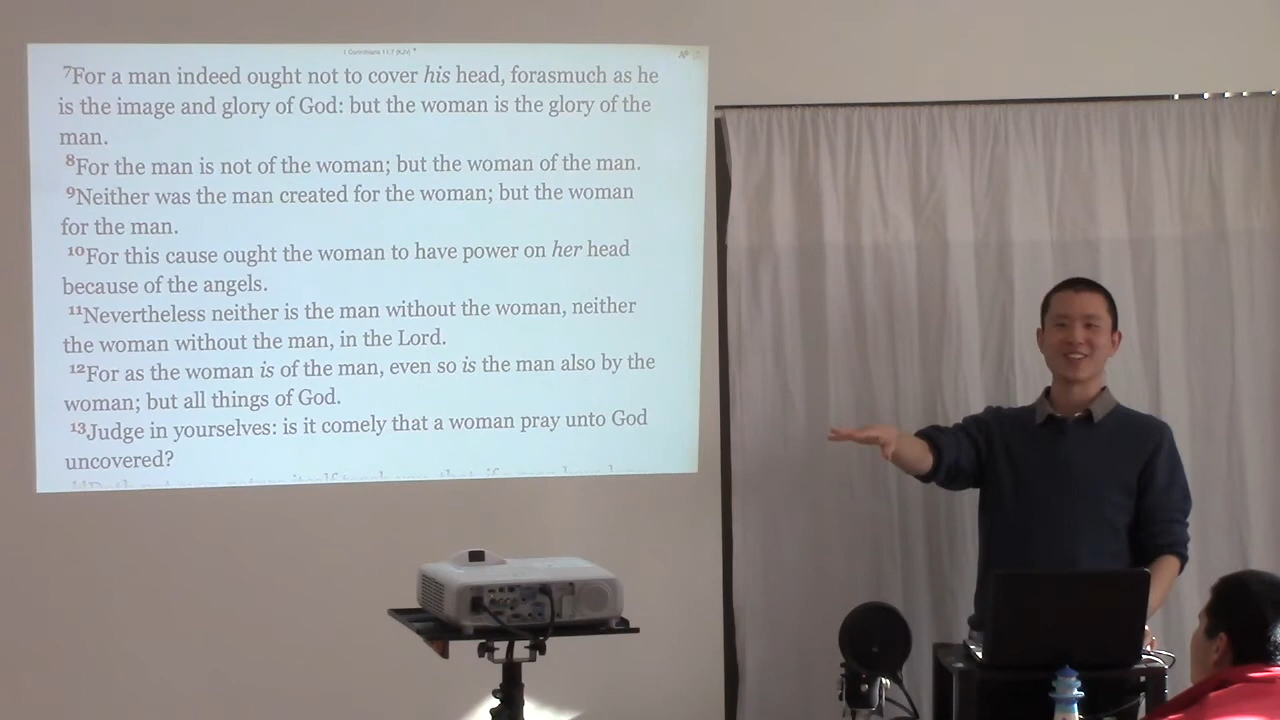 1 Corinthians 11:7 (KJV)
⁷For a man indeed ought not to cover his head, forasmuch as he
is the image and glory of God: but the woman is the glory of the
man.
⁸For the man is not of the woman; but the woman of the man.
⁹Neither was the man created for the woman; but the woman
for the man.
¹⁰For this cause ought the woman to have power on her head
because of the angels.
¹¹Nevertheless neither is the man without the woman, neither
the woman without the man, in the Lord.
¹²For as the woman is of the man, even so is the man also by the
woman; but all things of God.
¹³Judge in yourselves: is it comely that a woman pray unto God
uncovered?